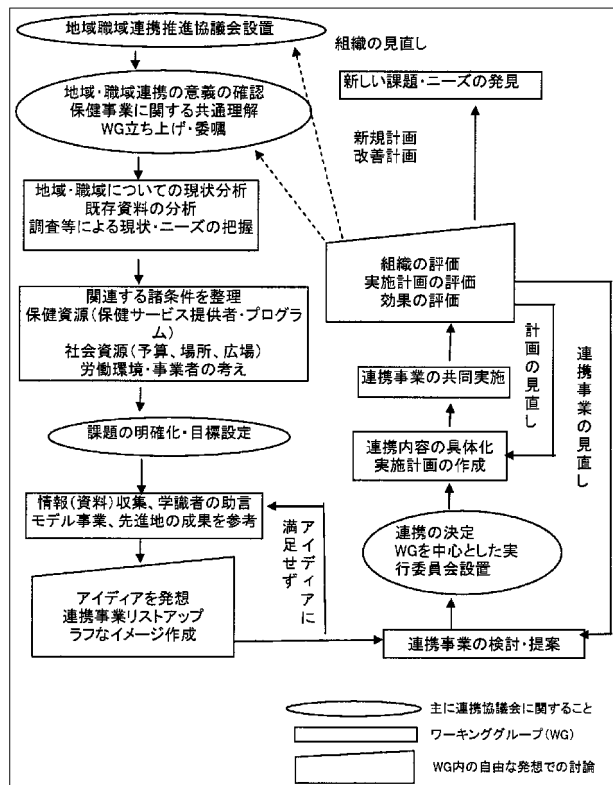 地域職域連携推進協議会設置
地域・職域連携の意義の確認
保健事業に関する共通理解
WG立ち上げ・委嘱
地域・職域についての現状分析
既存資料の分析
調査等による現状・ニーズの把握
関連する諸条件を整理
保健資源(保健サービス提供者・プログラ
ム)
社会資源(予算、場所、広場)
労働環境・事業者の考え
課題の明確化・目標設定
情報(資料)収集、学識者の助言
モデル事業、先進地の成果を参考
アイディアを発想
連携事業リストアップ
ラフなイメージ作成
アイディアに
満足せず
連携事業の検討・提案
連携の決定
WGを中心とした実
行委員会設置
連携内容の具体化
実施計画の作成
連携事業の共同実施
組織の評価
実施計画の評価
効果の評価
計画の見直し
連携事業の見直し
組織の見直し
新規計画
改善計画
新しい課題・ニーズの発見
主に連携協議会に関すること
ワーキンググループ(WG)
WG内の自由な発想での討論